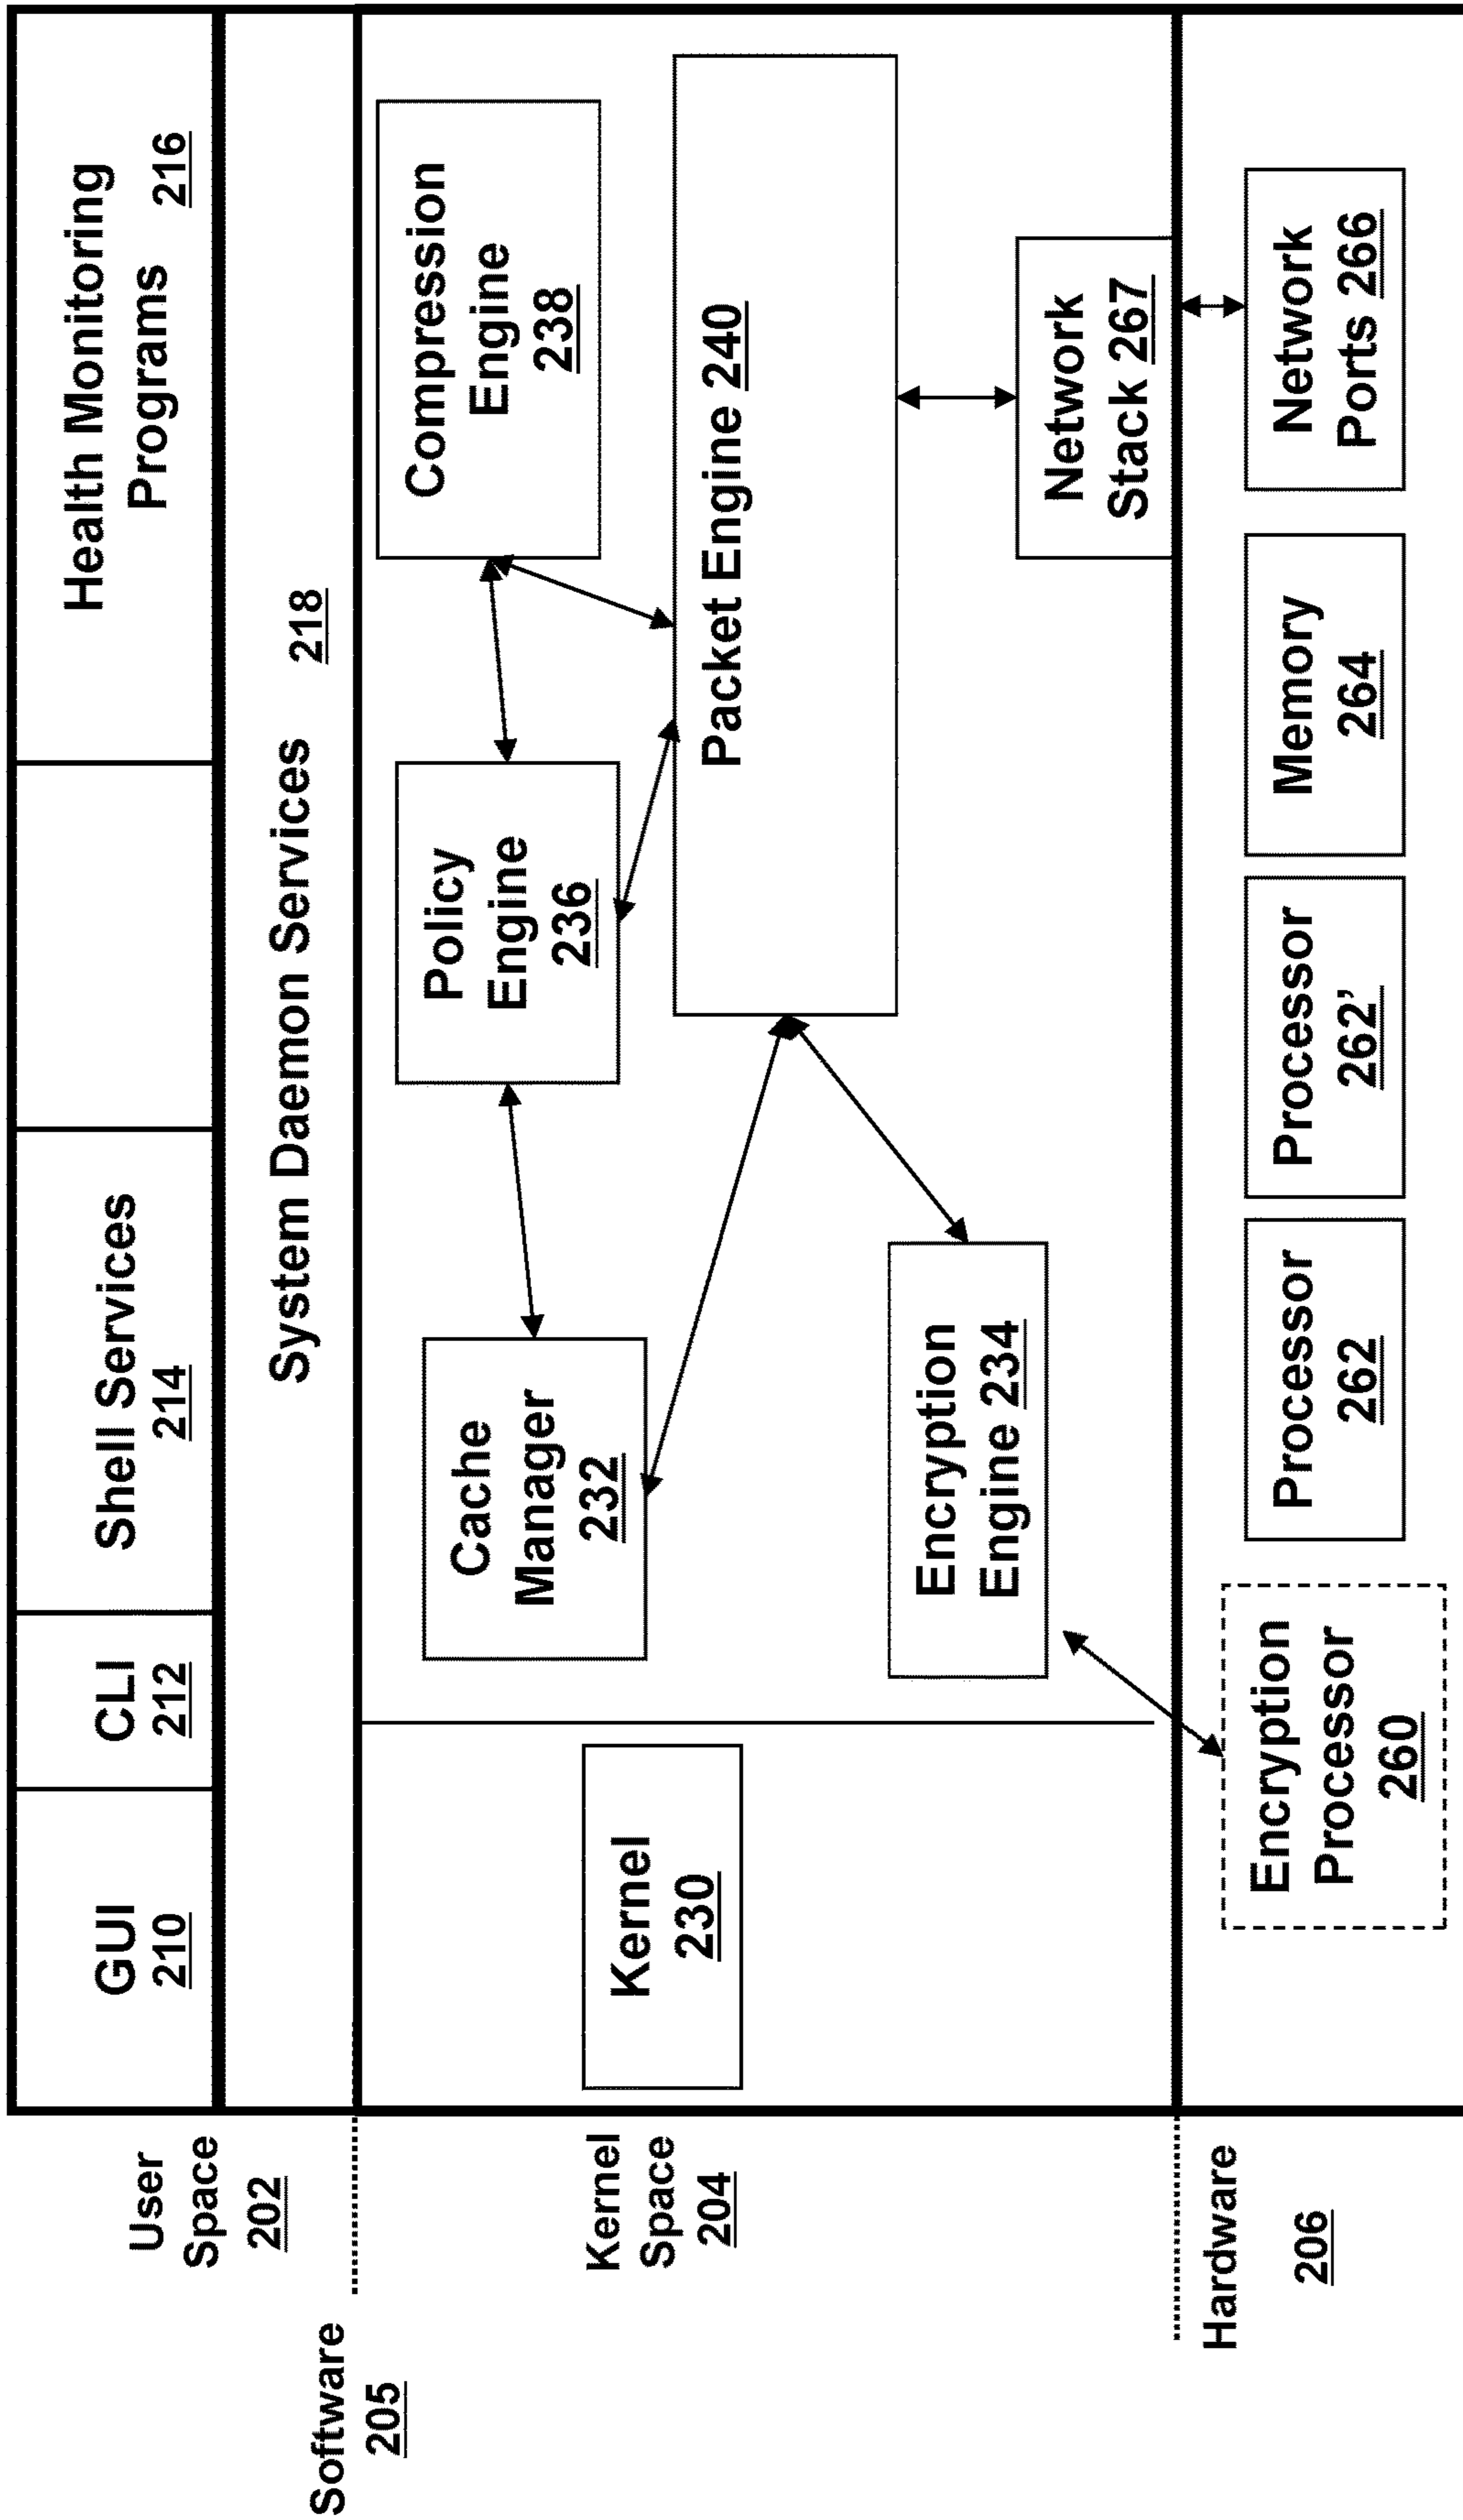 GUI
210
CLI
212
Shell Services
214
Health Monitoring
Programs 216
System Daemon Services 218
User
Space
202
Software
205
Kernel
Space
204
Kernel
230
Cache
Manager
232
Policy
Engine
236
Compression
Engine
238
Packet Engine 240
Encryption
Engine 234
Network
Stack 267
Hardware
206
Encryption
Processor
260
Processor
262
Processor
262’
Memory
264
Network
Ports 266